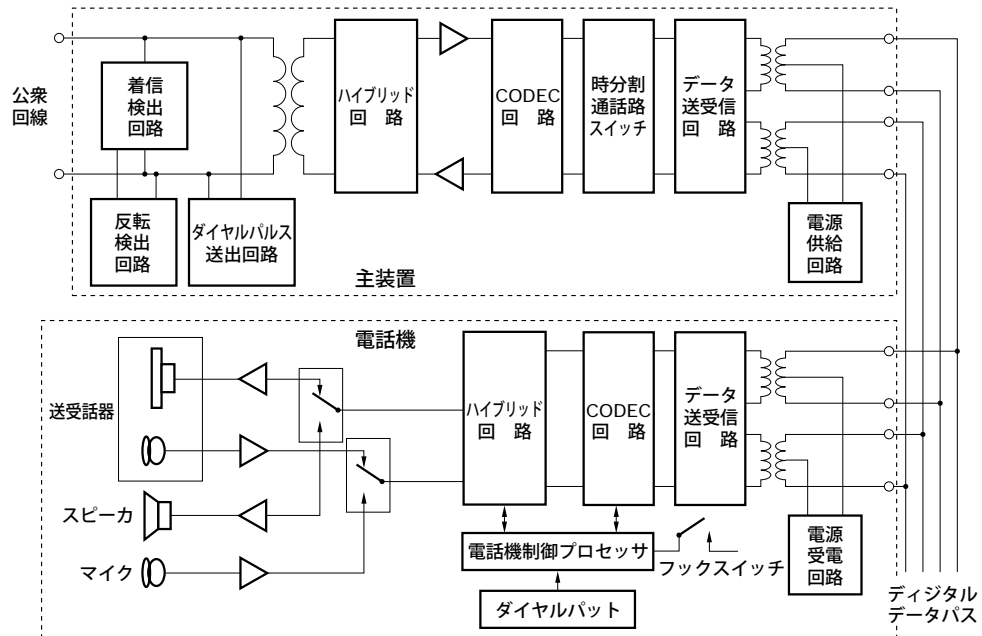 公衆
回線
着信
検出
回路
反転
検出
回路
ダイヤルパルス
送出回路
ハイブリッド
回 路
CODEC
回 路
時分割
通話路
スイッチ
データ
送受信
回 路
電源
供給
回路
主装置
電話機
送受話器
スピーカ
マイク
ハイブリッド
回 路
CODEC
回 路
データ
送受信
回 路
電話機制御プロセッサ
フックスイッチ
ダイヤルパット
電源
受電
回路
ディジタル
データパス